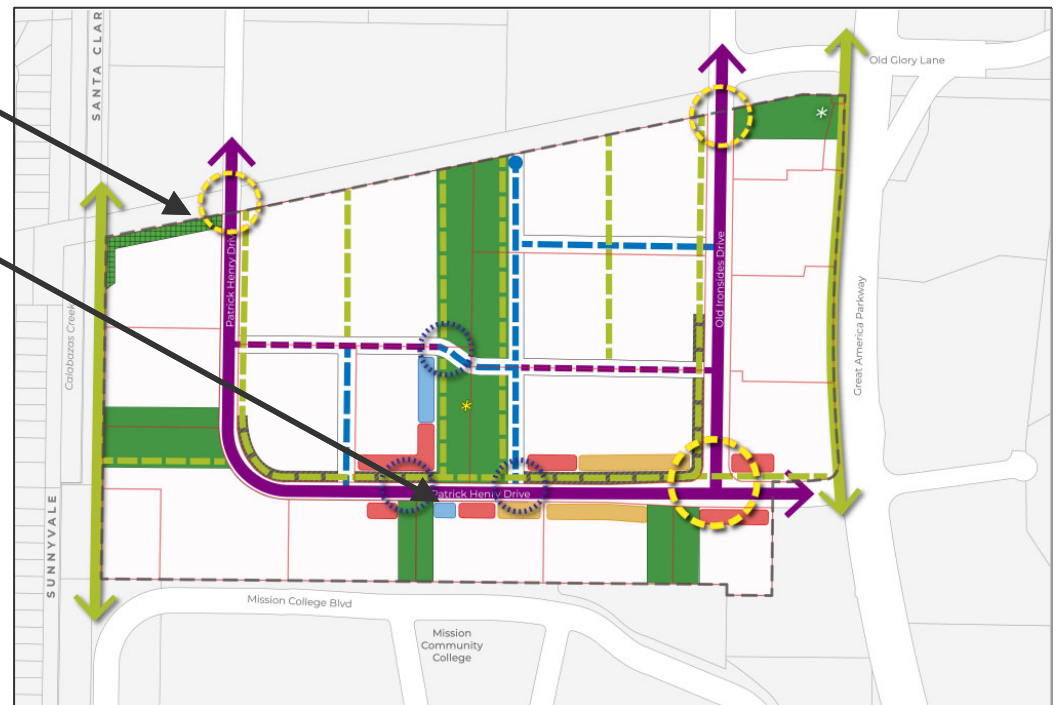 SANTA CLAR
Old Glory Lane
Patrick Henry Driv
Old Ironsides Drive
Calabazas Creek
Great America Parkway
Patrick Henry Drive
SUNNYVALE
Mission College Blvd
Mission
Community
College